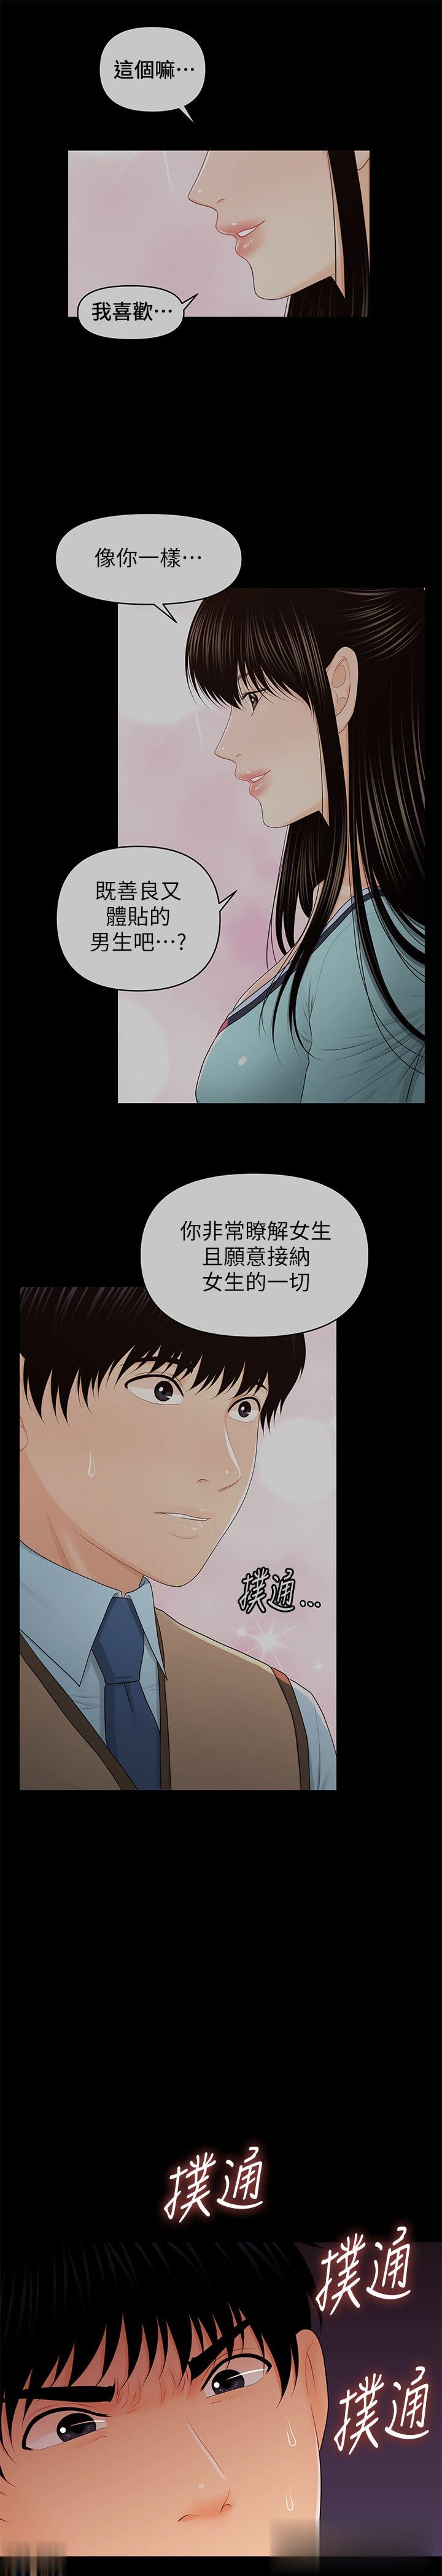 這個嘛…
我喜歡…
像你一樣…
既善良又
體貼的
男生吧…?
你非常瞭解女生
且願意接納
女生的一切
撲通…
撲通
撲通
撲通